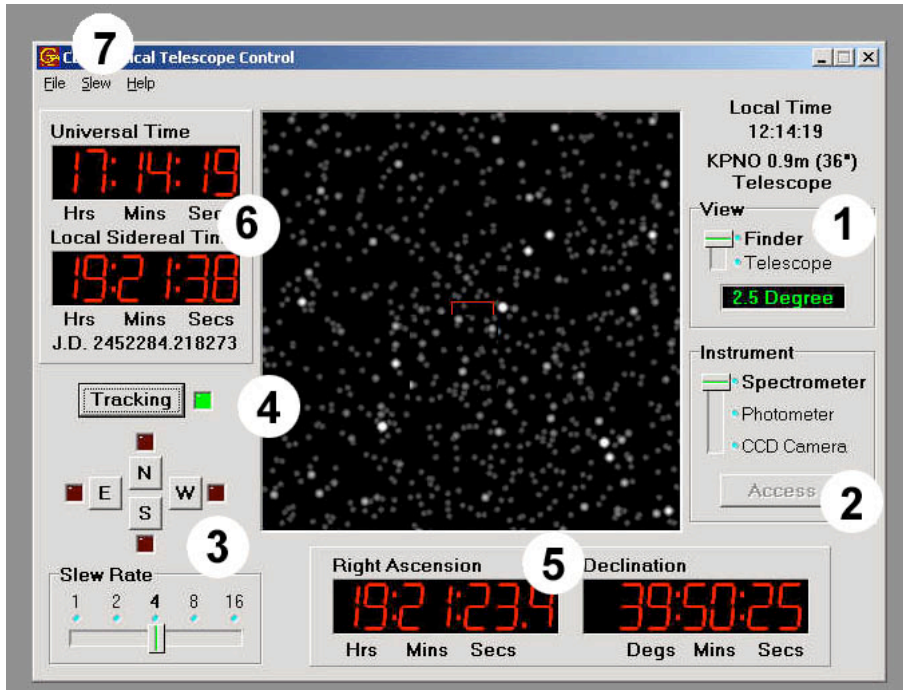 7
Telescope Control
File Slew Help
Universal Time
17:14:19
Hrs Mins Secs
6
Local Sidereal Time
19:21:38
Hrs Mins Secs
J.D. 2452284.218273
Tracking
4
N
E W
S
3
Slew Rate
1 2 4 8 16
Local Time
12:14:19
KPNO 0.9m (36")
Telescope
View
1
Finder
Telescope
2.5 Degree
Instrument
Spectrometer
Photometer
CCD Camera
Access
2
5
Right Ascension
19:21:23.4
Hrs Mins Secs
Declination
39:50:25
Degs Mins Secs